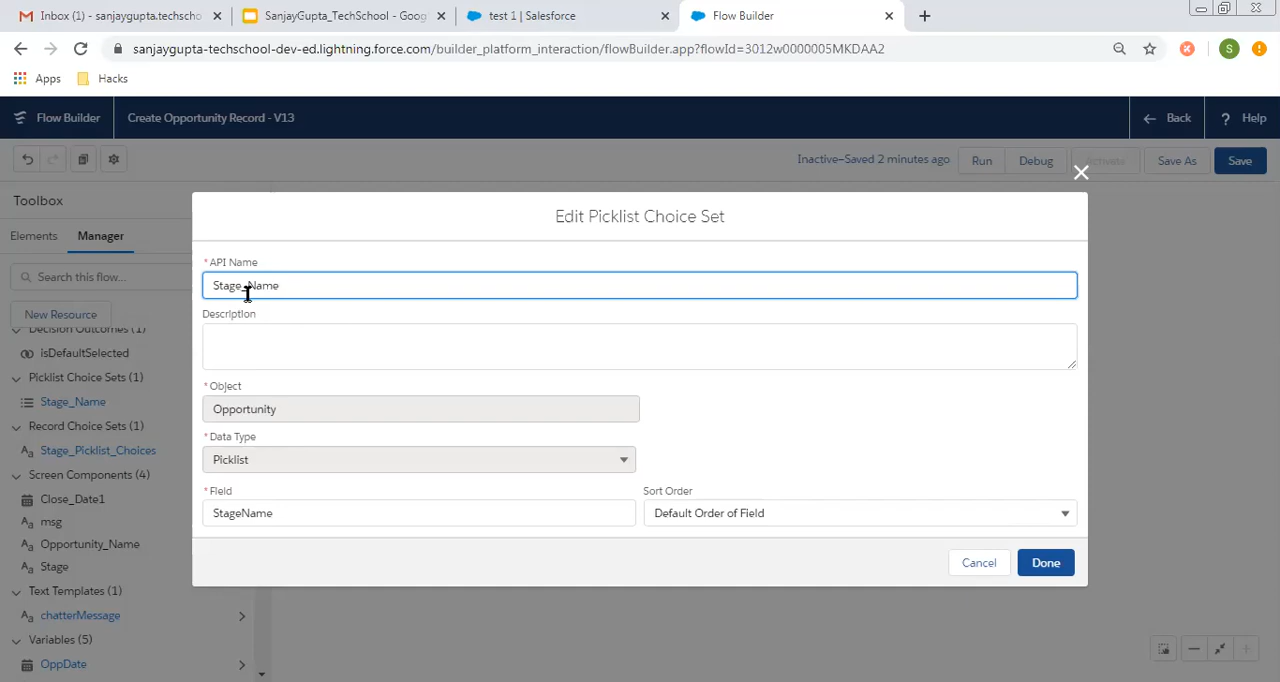 Inbox (1) - sanjaygupta.techscho
SanjayGupta_TechSchool - Goog
test 1 | Salesforce
Flow Builder
sanjaygupta-techschool-dev-ed.lightning.force.com/builder_platform_interaction/flowBuilder.app?flowId=3012w0000005MKDAA2
S
Apps
Hacks
Flow Builder
Create Opportunity Record - V13
Back
? Help
Inactive—Saved 2 minutes ago
Run
Debug
Activate
Save As
Save
Toolbox
Elements
Manager
Search this flow...
New Resource
Decision Outcomes (1)
isDefaultSelected
Picklist Choice Sets (1)
Stage_Name
Record Choice Sets (1)
Stage_Picklist_Choices
Screen Components (4)
Close_Date1
msg
Opportunity_Name
Stage
Text Templates (1)
chatterMessage
Variables (5)
OppDate
Edit Picklist Choice Set
* API Name
Stage_Name
Description
* Object
Opportunity
* Data Type
Picklist
* Field
StageName
Sort Order
Default Order of Field
Cancel
Done